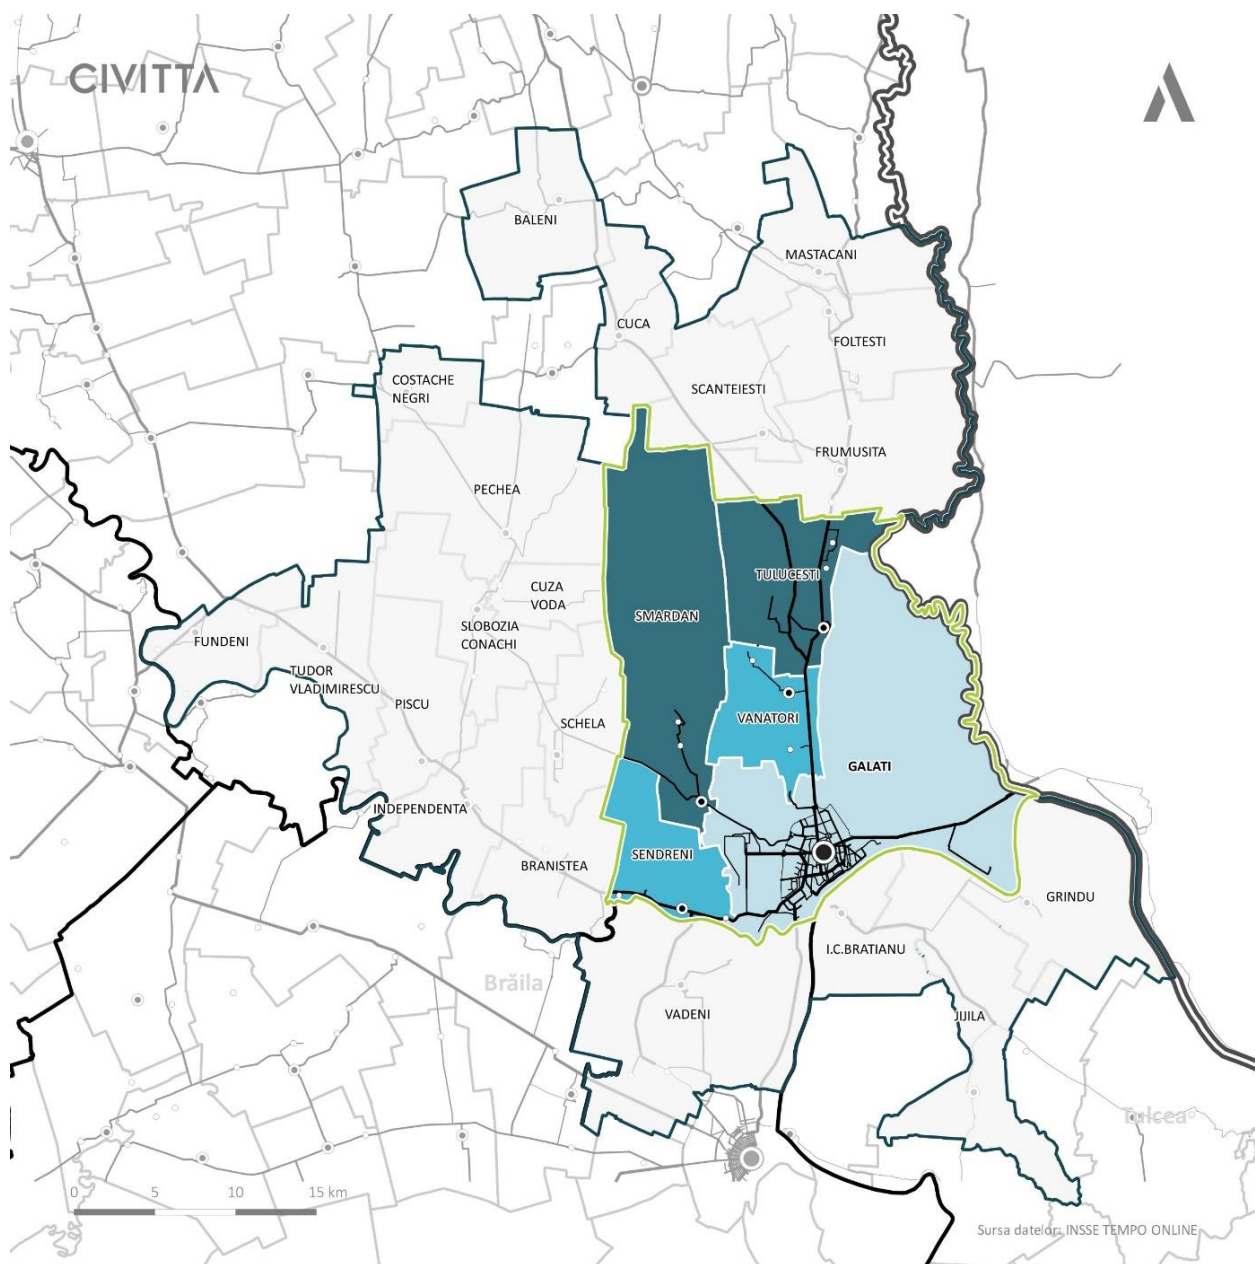 CIVITTA
BALENI
MASTACANI
CUCA
FOLTESTI
COSTACHE
NEGRI
SCANTEIESTI
FRUMUSITA
PECHEA
TULUCESTI
CUZA
VODA
SMARDAN
SLOBOZIA
CONACHI
FUNDENI
TUDOR
VLADIMIRESCU
PISCU
SCHELA
VANATORI
GALATI
INDEPENDENTA
BRANISTEA
SENDRENI
GRINDU
I.C.BRATIANU
Brăila
VADENI
JIJILA
Tulcea
0 5 10 15 km
Sursa datelor: INSSE TEMPO ONLINE